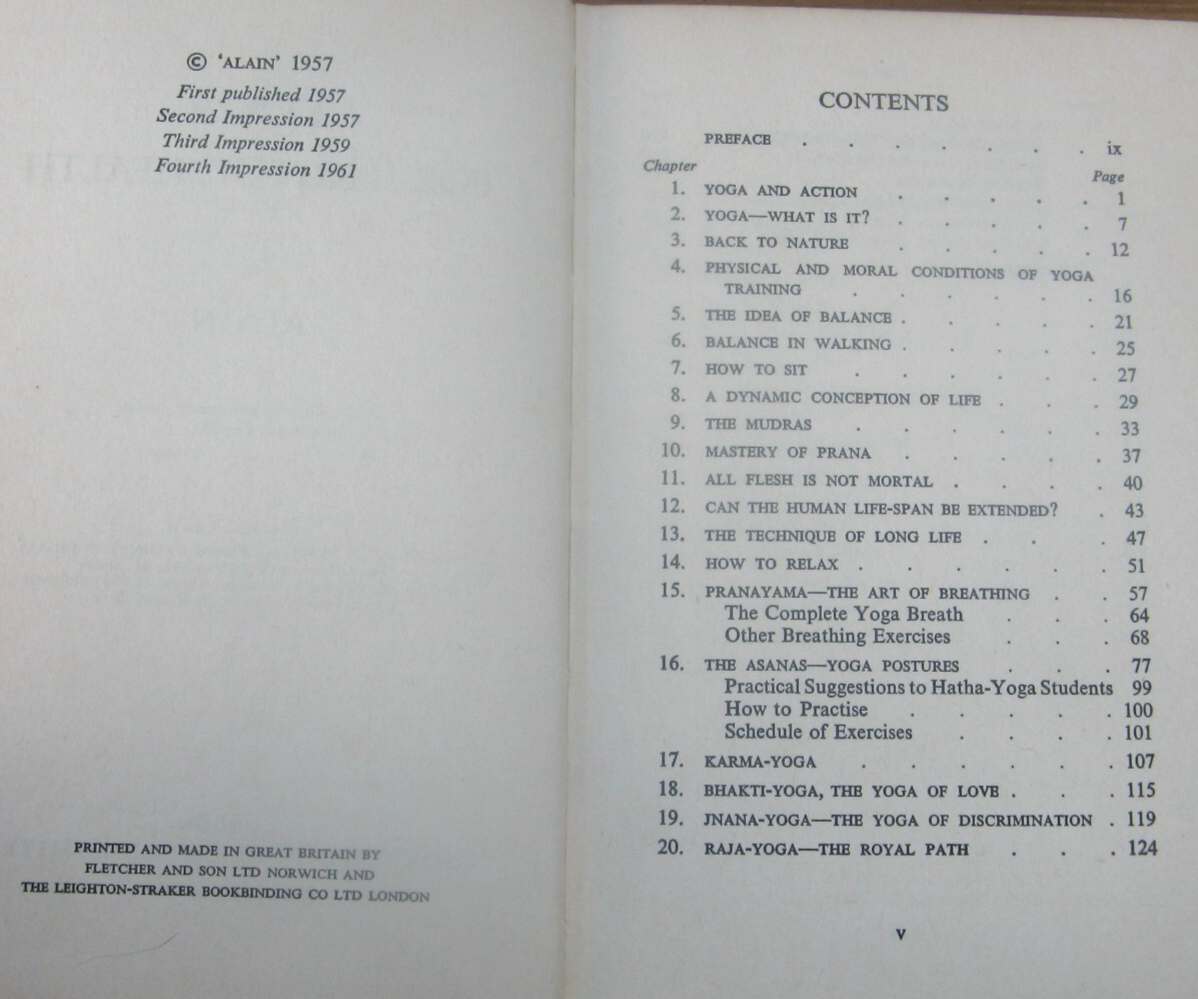 © 'ALAIN' 1957
First published 1957
Second Impression 1957
Third Impression 1959
Fourth Impression 1961
PRINTED AND MADE IN GREAT BRITAIN BY
FLETCHER AND SON LTD NORWICH AND
THE LEIGHTON-STRAKER BOOKBINDING CO LTD LONDON
CONTENTS
PREFACE . . . . . . . ix
Chapter Page
1. YOGA AND ACTION . . . . . 1
2. YOGA—WHAT IS IT? . . . . . 7
3. BACK TO NATURE . . . . . 12
4. PHYSICAL AND MORAL CONDITIONS OF YOGA
TRAINING . . . . . . 16
5. THE IDEA OF BALANCE . . . . . 21
6. BALANCE IN WALKING . . . . . 25
7. HOW TO SIT . . . . . . 27
8. A DYNAMIC CONCEPTION OF LIFE . . . 29
9. THE MUDRAS . . . . . . 33
10. MASTERY OF PRANA . . . . . 37
11. ALL FLESH IS NOT MORTAL . . . . 40
12. CAN THE HUMAN LIFE-SPAN BE EXTENDED? . 43
13. THE TECHNIQUE OF LONG LIFE . . . 47
14. HOW TO RELAX . . . . . . 51
15. PRANAYAMA—THE ART OF BREATHING . . 57
The Complete Yoga Breath . . . 64
Other Breathing Exercises . . . 68
16. THE ASANAS—YOGA POSTURES . . . 77
Practical Suggestions to Hatha-Yoga Students 99
How to Practise . . . . . 100
Schedule of Exercises . . . . 101
17. KARMA-YOGA . . . . . . 107
18. BHAKTI-YOGA, THE YOGA OF LOVE . . . 115
19. JNANA-YOGA—THE YOGA OF DISCRIMINATION . 119
20. RAJA-YOGA—THE ROYAL PATH . . . 124
v